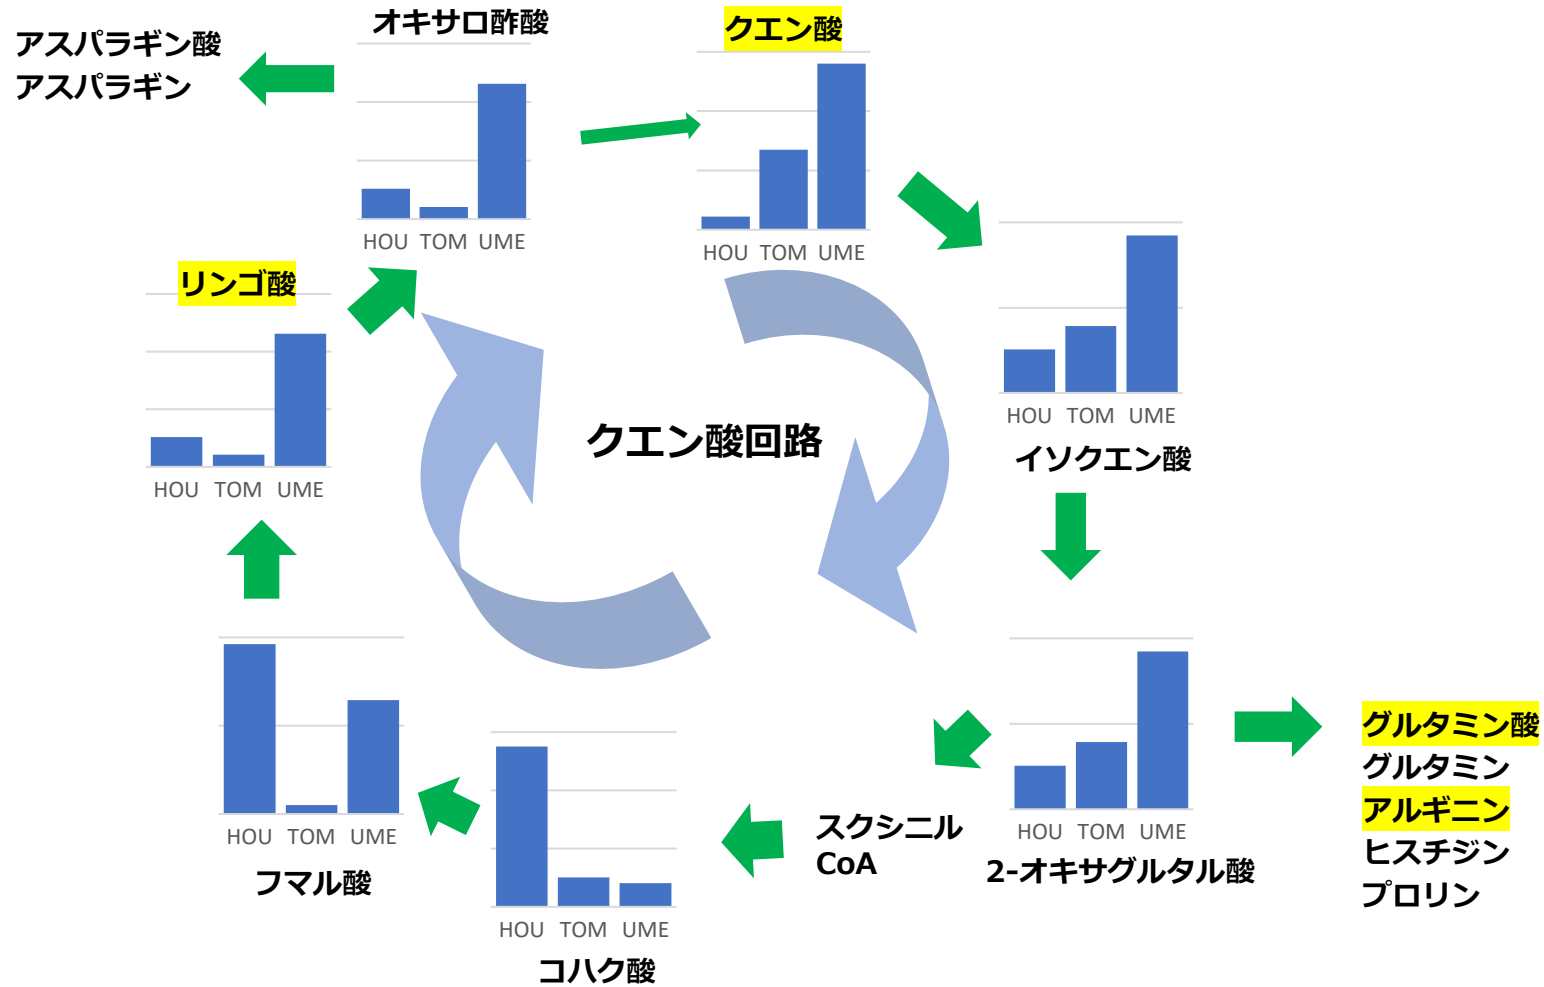 オキサロ酢酸
クエン酸
アスパラギン酸
アスパラギン
HOU TOM UME
HOU TOM UME
リンゴ酸
HOU TOM UME
イソクエン酸
クエン酸回路
HOU TOM UME
HOU TOM UME
フマル酸
HOU TOM UME
コハク酸
スクシニル
CoA
HOU TOM UME
2-オキサグルタル酸
グルタミン酸
グルタミン
アルギニン
ヒスチジン
プロリン